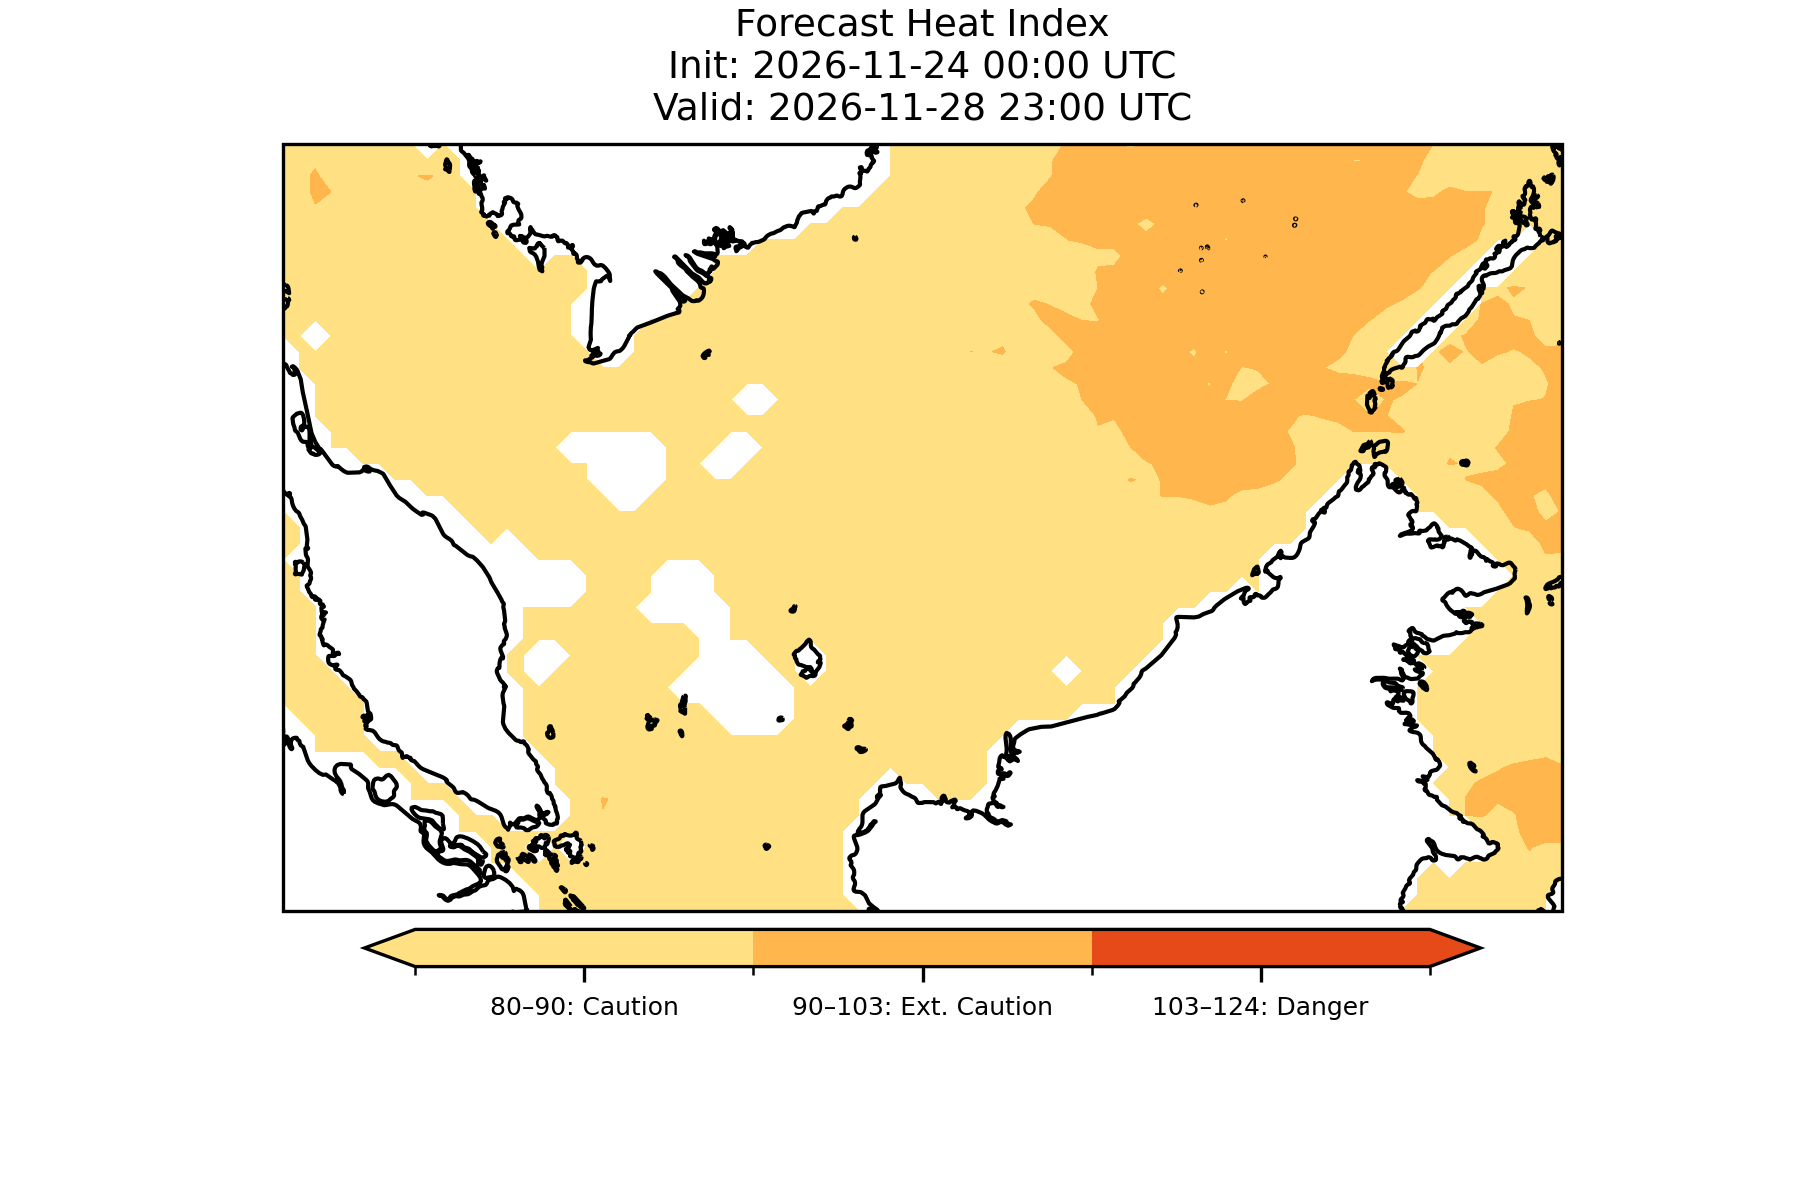 Forecast Heat Index
Init: 2026-11-24 00:00 UTC
Valid: 2026-11-28 23:00 UTC
80–90: Caution
90–103: Ext. Caution
103–124: Danger